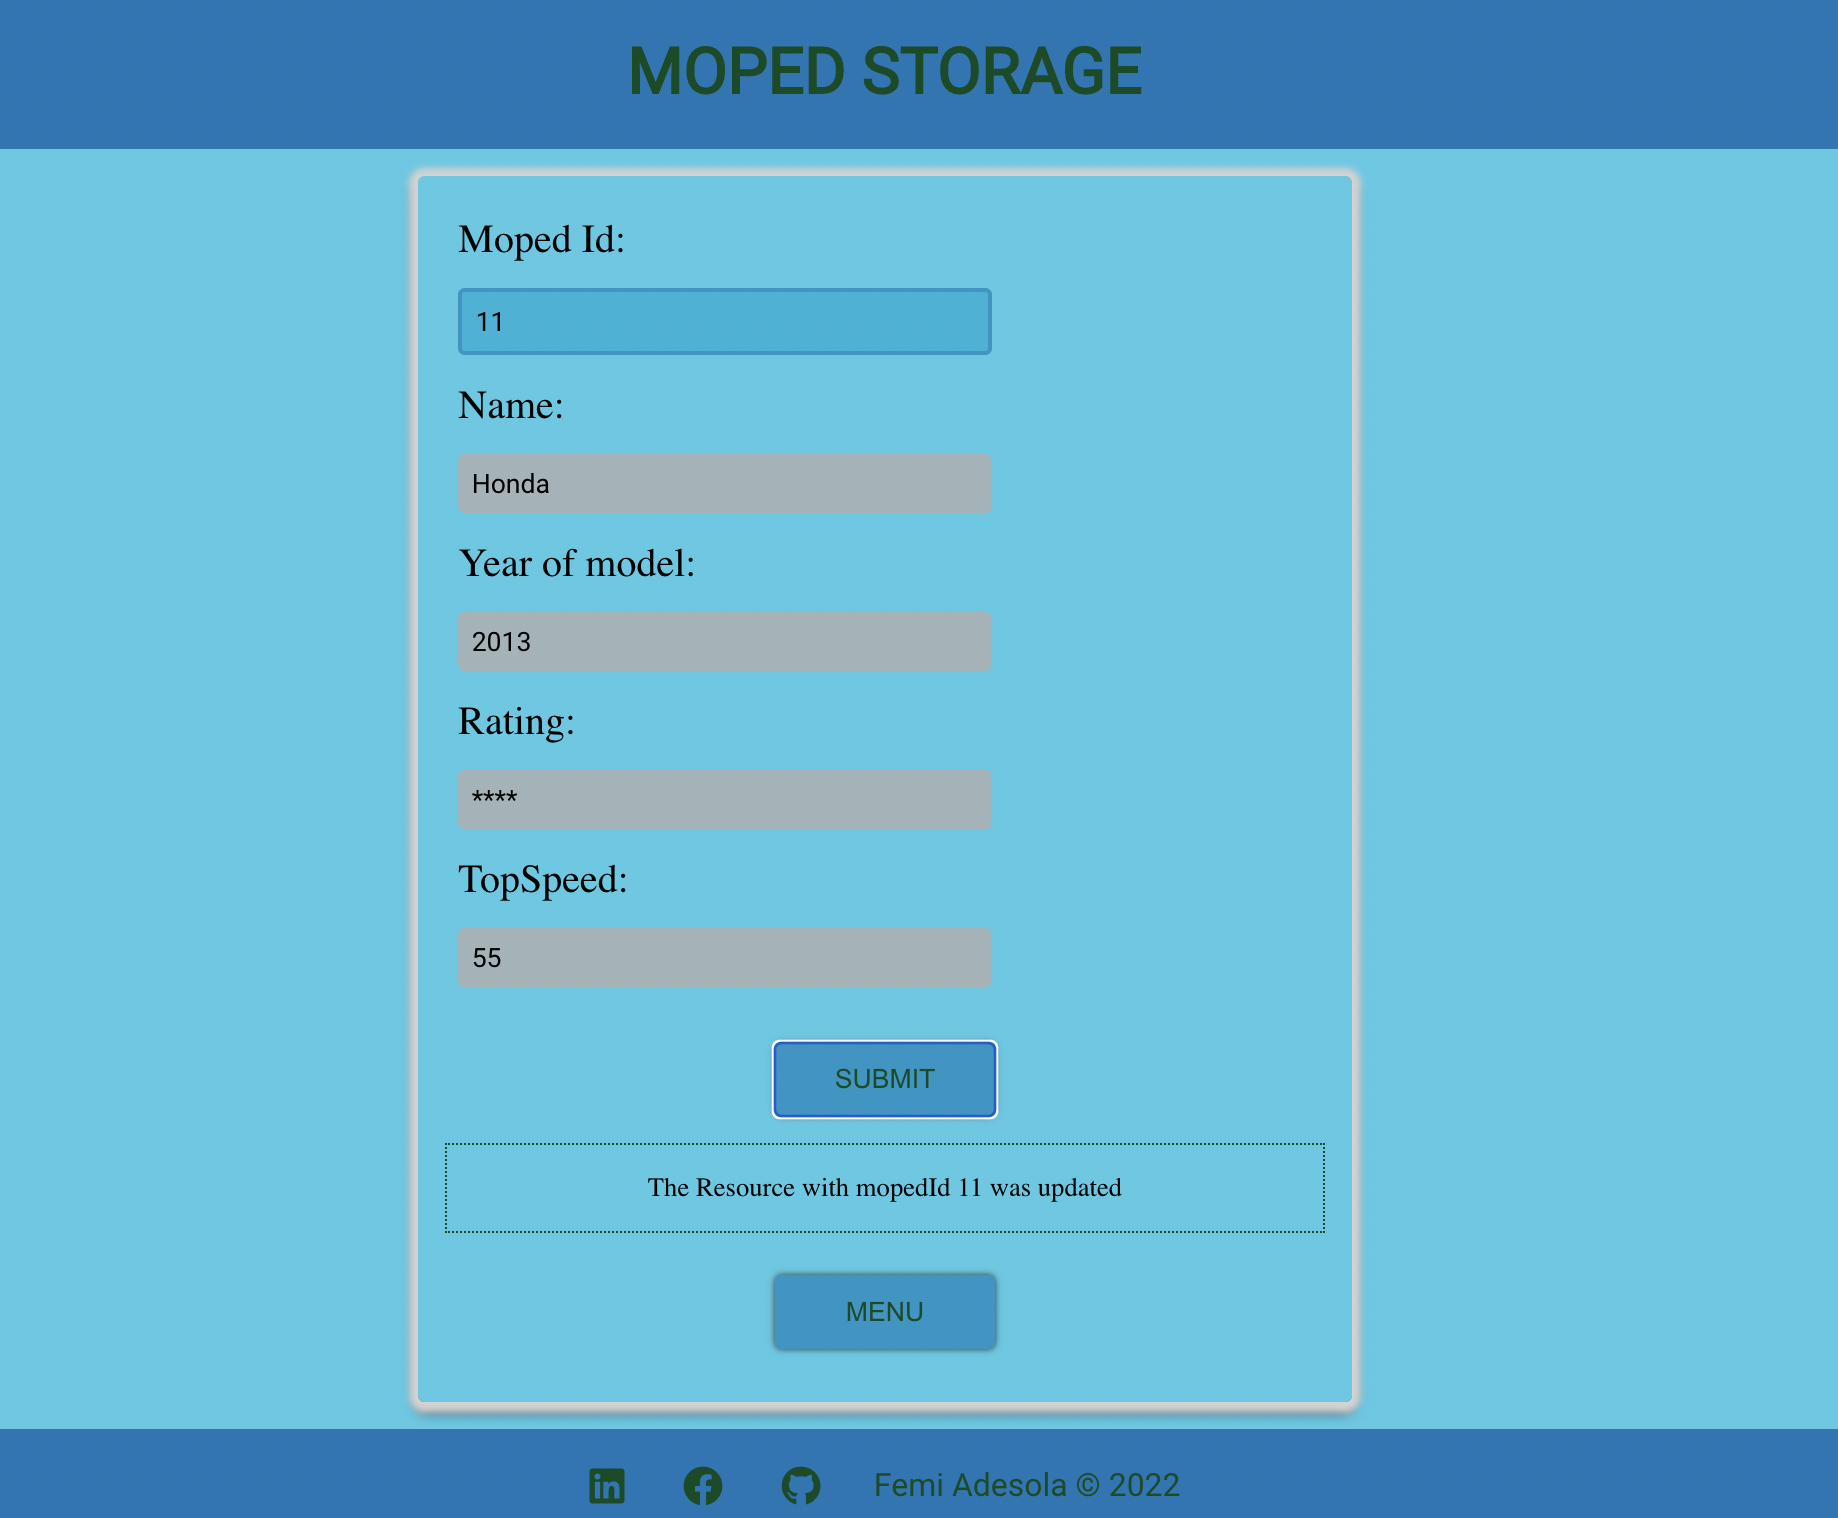 MOPED STORAGE
Moped Id:
11
Name:
Honda
Year of model:
2013
Rating:
****
TopSpeed:
55
SUBMIT
The Resource with mopedId 11 was updated
MENU
in Femi Adesola © 2022